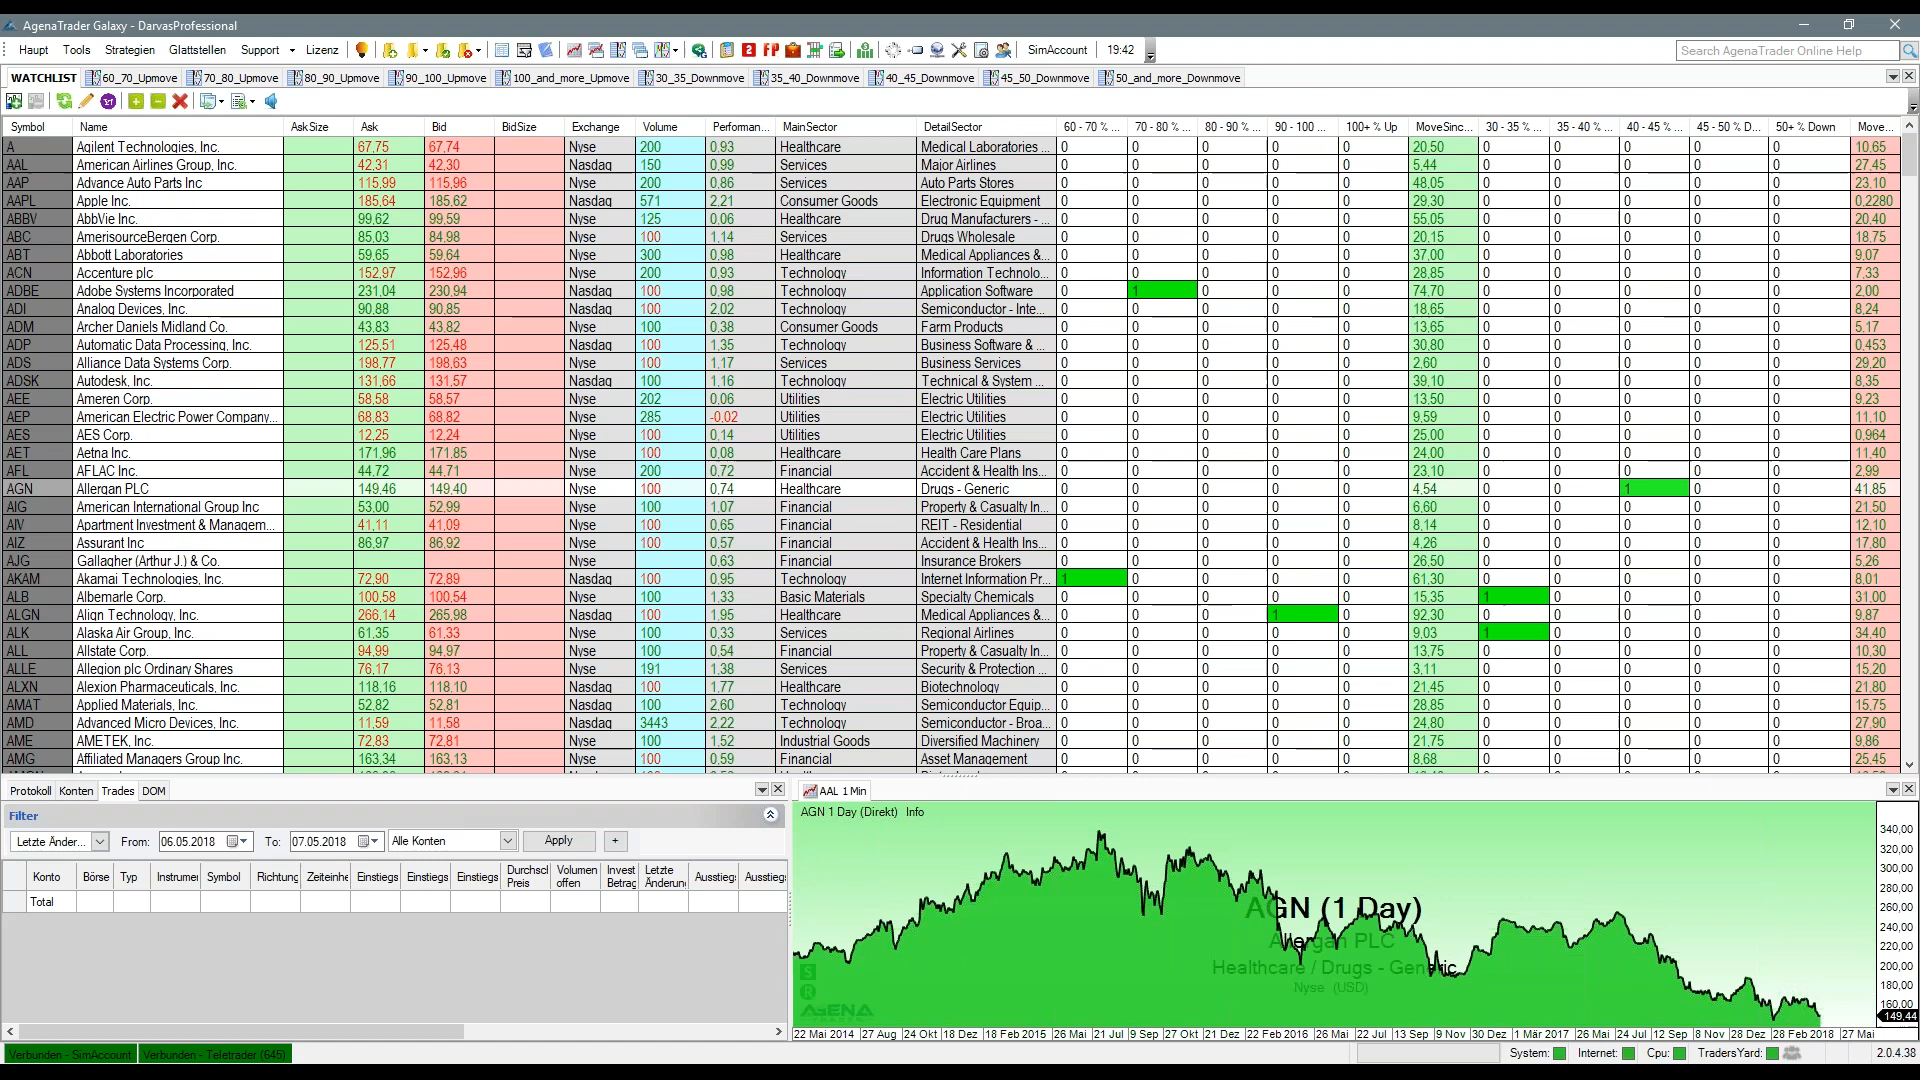 AgenaTrader Galaxy - DarvasProfessional
Haupt Tools Strategien Glattstellen Support Lizenz SimAccount 19:42 Search AgenaTrader Online Help
WATCHLIST 60_70_Upmove 70_80_Upmove 80_90_Upmove 90_100_Upmove 100_and_more_Upmove 30_35_Downmove 35_40_Downmove 40_45_Downmove 45_50_Downmove 50_and_more_Downmove
Symbol Name AskSize Ask Bid BidSize Exchange Volume Performan... MainSector DetailSector 60 - 70 % ... 70 - 80 % ... 80 - 90 % ... 90 - 100 ... 100+ % Up MoveSinc... 30 - 35 % ... 35 - 40 % ... 40 - 45 % ... 45 - 50 % D... 50+ % Down Move...
A Agilent Technologies, Inc. 67,75 67,74 Nyse 200 0,93 Healthcare Medical Laboratories ... 0 0 0 0 0 20,50 0 0 0 0 0 10,65
AAL American Airlines Group, Inc. 42,31 42,30 Nasdaq 150 0,99 Services Major Airlines 0 0 0 0 0 5,44 0 0 0 0 0 27,45
AAP Advance Auto Parts Inc 115,99 115,96 Nyse 200 0,86 Services Auto Parts Stores 0 0 0 0 0 48,05 0 0 0 0 0 23,10
AAPL Apple Inc. 185,64 185,62 Nasdaq 571 2,21 Consumer Goods Electronic Equipment 0 0 0 0 0 29,30 0 0 0 0 0 0,2280
ABBV AbbVie Inc. 99,62 99,59 Nyse 125 0,06 Healthcare Drug Manufacturers - ... 0 0 0 0 0 55,05 0 0 0 0 0 20,40
ABC AmerisourceBergen Corp. 85,03 84,98 Nyse 100 1,14 Services Drugs Wholesale 0 0 0 0 0 20,15 0 0 0 0 0 18,75
ABT Abbott Laboratories 59,65 59,64 Nyse 300 0,98 Healthcare Medical Appliances &... 0 0 0 0 0 37,00 0 0 0 0 0 9,07
ACN Accenture plc 152,97 152,96 Nyse 200 0,93 Technology Information Technolo... 0 0 0 0 0 28,85 0 0 0 0 0 7,33
ADBE Adobe Systems Incorporated 231,04 230,94 Nasdaq 100 0,98 Technology Application Software 0 1 0 0 0 74,70 0 0 0 0 0 2,00
ADI Analog Devices, Inc. 90,88 90,85 Nasdaq 100 2,02 Technology Semiconductor - Inte... 0 0 0 0 0 18,65 0 0 0 0 0 8,24
ADM Archer Daniels Midland Co. 43,83 43,82 Nyse 100 0,38 Consumer Goods Farm Products 0 0 0 0 0 13,65 0 0 0 0 0 5,17
ADP Automatic Data Processing, Inc. 125,51 125,48 Nasdaq 100 1,35 Technology Business Software & ... 0 0 0 0 0 30,80 0 0 0 0 0 0,453
ADS Alliance Data Systems Corp. 198,77 198,63 Nyse 100 1,17 Services Business Services 0 0 0 0 0 2,60 0 0 0 0 0 29,20
ADSK Autodesk, Inc. 131,66 131,57 Nasdaq 100 1,16 Technology Technical & System ... 0 0 0 0 0 39,10 0 0 0 0 0 8,35
AEE Ameren Corp. 58,58 58,57 Nyse 202 0,06 Utilities Electric Utilities 0 0 0 0 0 13,50 0 0 0 0 0 9,23
AEP American Electric Power Company... 68,83 68,82 Nyse 285 -0,02 Utilities Electric Utilities 0 0 0 0 0 9,59 0 0 0 0 0 11,10
AES AES Corp. 12,25 12,24 Nyse 100 0,14 Utilities Electric Utilities 0 0 0 0 0 25,00 0 0 0 0 0 0,964
AET Aetna Inc. 171,96 171,85 Nyse 100 0,08 Healthcare Health Care Plans 0 0 0 0 0 24,00 0 0 0 0 0 11,40
AFL AFLAC Inc. 44,72 44,71 Nyse 200 0,72 Financial Accident & Health Ins... 0 0 0 0 0 23,10 0 0 0 0 0 2,99
AGN Allergan PLC 149,46 149,40 Nyse 100 0,74 Healthcare Drugs - Generic 0 0 0 0 0 4,54 0 0 1 0 0 41,85
AIG American International Group Inc 53,00 52,99 Nyse 100 1,07 Financial Property & Casualty In... 0 0 0 0 0 6,60 0 0 0 0 0 21,50
AIV Apartment Investment & Managem... 41,11 41,09 Nyse 100 0,65 Financial REIT - Residential 0 0 0 0 0 8,14 0 0 0 0 0 12,10
AIZ Assurant Inc 86,97 86,92 Nyse 100 0,57 Financial Accident & Health Ins... 0 0 0 0 0 4,26 0 0 0 0 0 17,80
AJG Gallagher (Arthur J.) & Co. Nyse 0,63 Financial Insurance Brokers 0 0 0 0 0 26,50 0 0 0 0 0 5,26
AKAM Akamai Technologies, Inc. 72,90 72,89 Nasdaq 100 0,95 Technology Internet Information Pr... 1 0 0 0 0 61,30 0 0 0 0 0 8,01
ALB Albemarle Corp. 100,58 100,54 Nyse 100 1,33 Basic Materials Specialty Chemicals 0 0 0 0 0 15,35 1 0 0 0 0 31,00
ALGN Align Technology, Inc. 266,14 265,98 Nasdaq 100 1,95 Healthcare Medical Appliances &... 0 0 0 1 0 92,30 0 0 0 0 0 9,87
ALK Alaska Air Group, Inc. 61,35 61,33 Nyse 100 0,33 Services Regional Airlines 0 0 0 0 0 9,03 1 0 0 0 0 34,40
ALL Allstate Corp. 94,99 94,97 Nyse 100 0,54 Financial Property & Casualty In... 0 0 0 0 0 13,75 0 0 0 0 0 10,30
ALLE Allegion plc Ordinary Shares 76,17 76,13 Nyse 191 1,38 Services Security & Protection ... 0 0 0 0 0 3,11 0 0 0 0 0 15,20
ALXN Alexion Pharmaceuticals, Inc. 118,16 118,10 Nasdaq 100 1,77 Healthcare Biotechnology 0 0 0 0 0 21,45 0 0 0 0 0 21,80
AMAT Applied Materials, Inc. 52,82 52,81 Nasdaq 100 2,60 Technology Semiconductor Equip... 0 0 0 0 0 28,85 0 0 0 0 0 15,75
AMD Advanced Micro Devices, Inc. 11,59 11,58 Nasdaq 3443 2,22 Technology Semiconductor - Broa... 0 0 0 0 0 24,80 0 0 0 0 0 27,90
AME AMETEK, Inc. 72,83 72,81 Nyse 100 1,52 Industrial Goods Diversified Machinery 0 0 0 0 0 21,75 0 0 0 0 0 9,86
AMG Affiliated Managers Group Inc. 163,34 163,13 Nyse 100 0,59 Financial Asset Management 0 0 0 0 0 8,68 0 0 0 0 0 25,45
Protokoll Konten Trades DOM
Filter
Letzte Änder... From: 06.05.2018 To: 07.05.2018 Alle Konten Apply +
Konto Börse Typ Instrumer Symbol Richtung Zeiteinhe Einstiegs Einstiegs Einstiegs Durchscl Preis Volumen offen Invest Betrag Letzte Änderun Ausstiegs Ausstiegs
Total
AAL 1 Min
AGN 1 Day (Direkt) Info
AGN (1 Day)
Allergan PLC
Healthcare / Drugs - Generic
Nyse (USD)
S
R
AGENA
TRADER
340,00
320,00
300,00
280,00
260,00
240,00
220,00
200,00
180,00
160,00
149,44
22 Mai 2014 27 Aug 24 Okt 18 Dez 18 Feb 2015 26 Mai 21 Jul 9 Sep 27 Okt 21 Dez 22 Feb 2016 26 Mai 22 Jul 13 Sep 9 Nov 30 Dez 1 Mär 2017 26 Mai 24 Jul 12 Sep 8 Nov 28 Dez 28 Feb 2018 27 Mai
Verbunden - SimAccount Verbunden - Teletrader (645) System: Internet: Cpu: TradersYard: 2.0.4.38